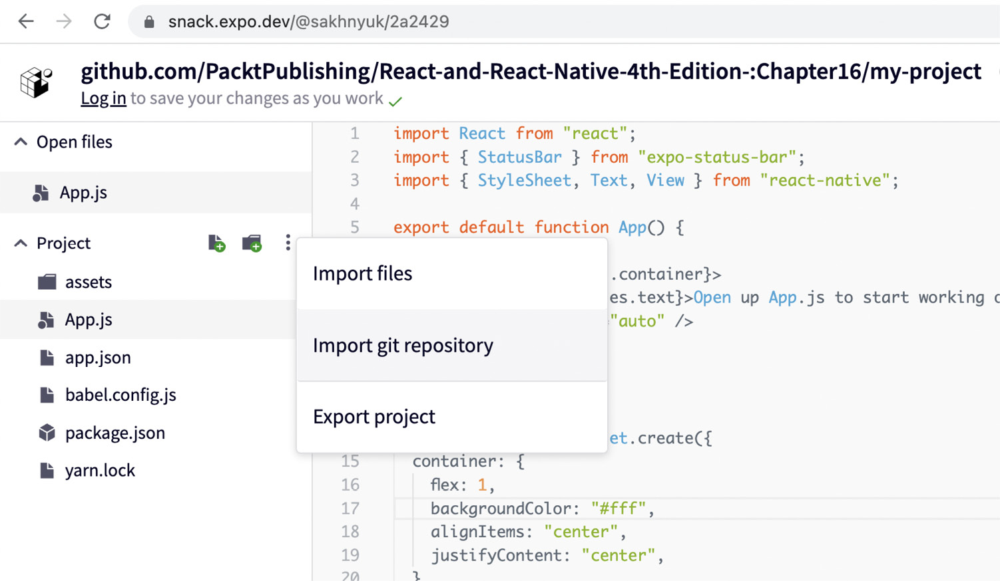 snack.expo.dev/@sakhnyuk/2a2429
github.com/PacktPublishing/React-and-React-Native-4th-Edition-:Chapter16/my-project
Log in to save your changes as you work
Open files
App.js
Project
assets
App.js
app.json
babel.config.js
package.json
yarn.lock
Import files
Import git repository
Export project
1 import React from "react";
2 import { StatusBar } from "expo-status-bar";
3 import { StyleSheet, Text, View } from "react-native";
4
5 export default function App() {
.container}>
es.text}>Open up App.js to start working
="auto" />
et.create({
15 container: {
16 flex: 1,
17 backgroundColor: "#fff",
18 alignItems: "center",
19 justifyContent: "center",
20 }